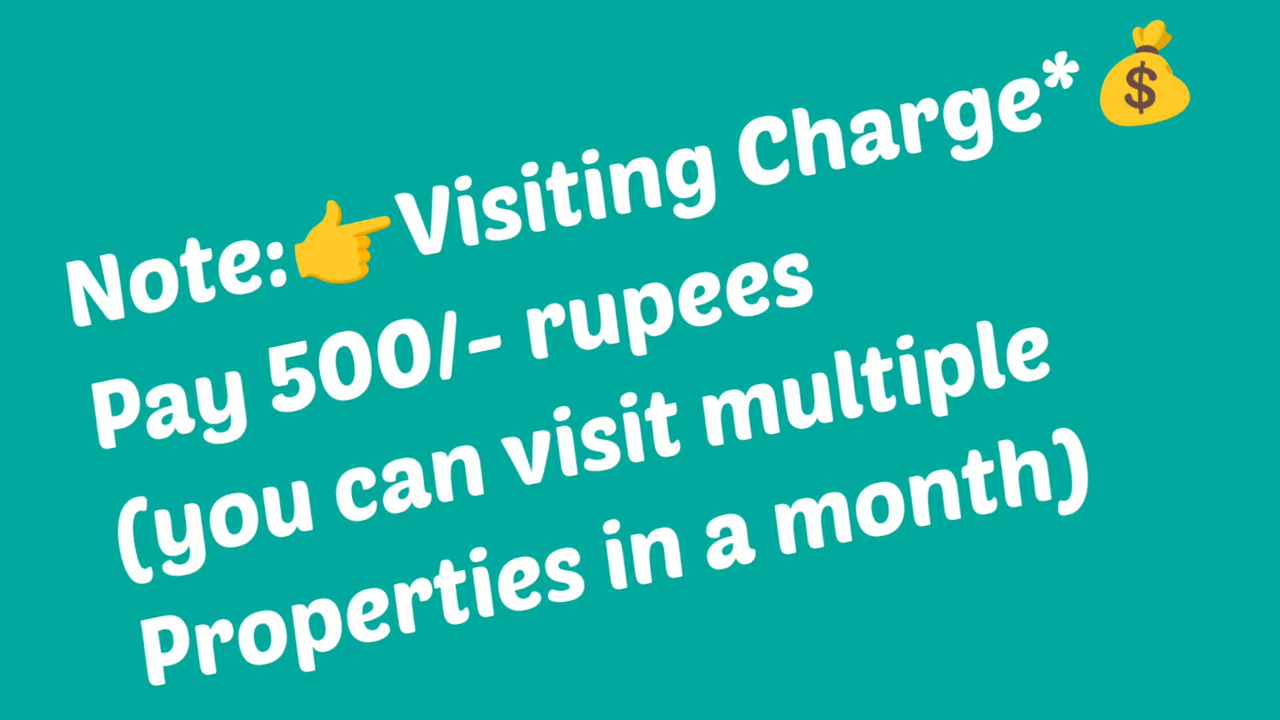 Note:👉Visiting Charge*💰
Pay 500/- rupees
(you can visit multiple
Properties in a month)